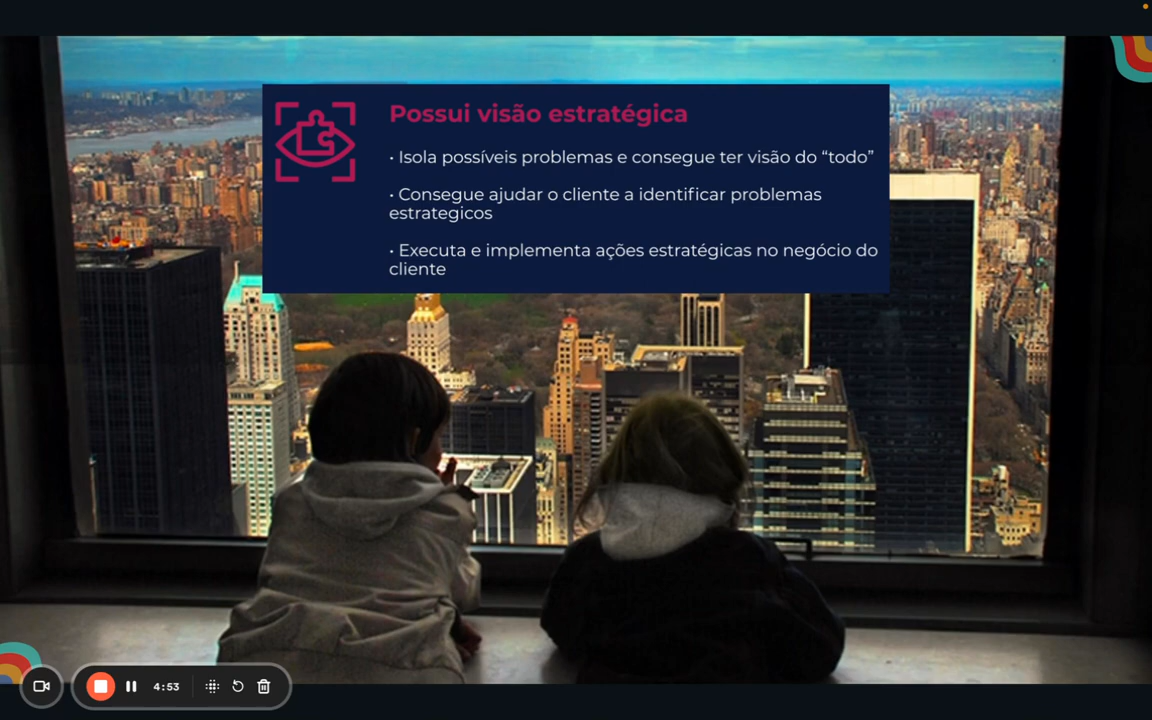 Possui visão estratégica
• Isola possíveis problemas e consegue ter visão do “todo”
• Consegue ajudar o cliente a identificar problemas
estrategicos
• Executa e implementa ações estratégicas no negócio do
cliente
4:53